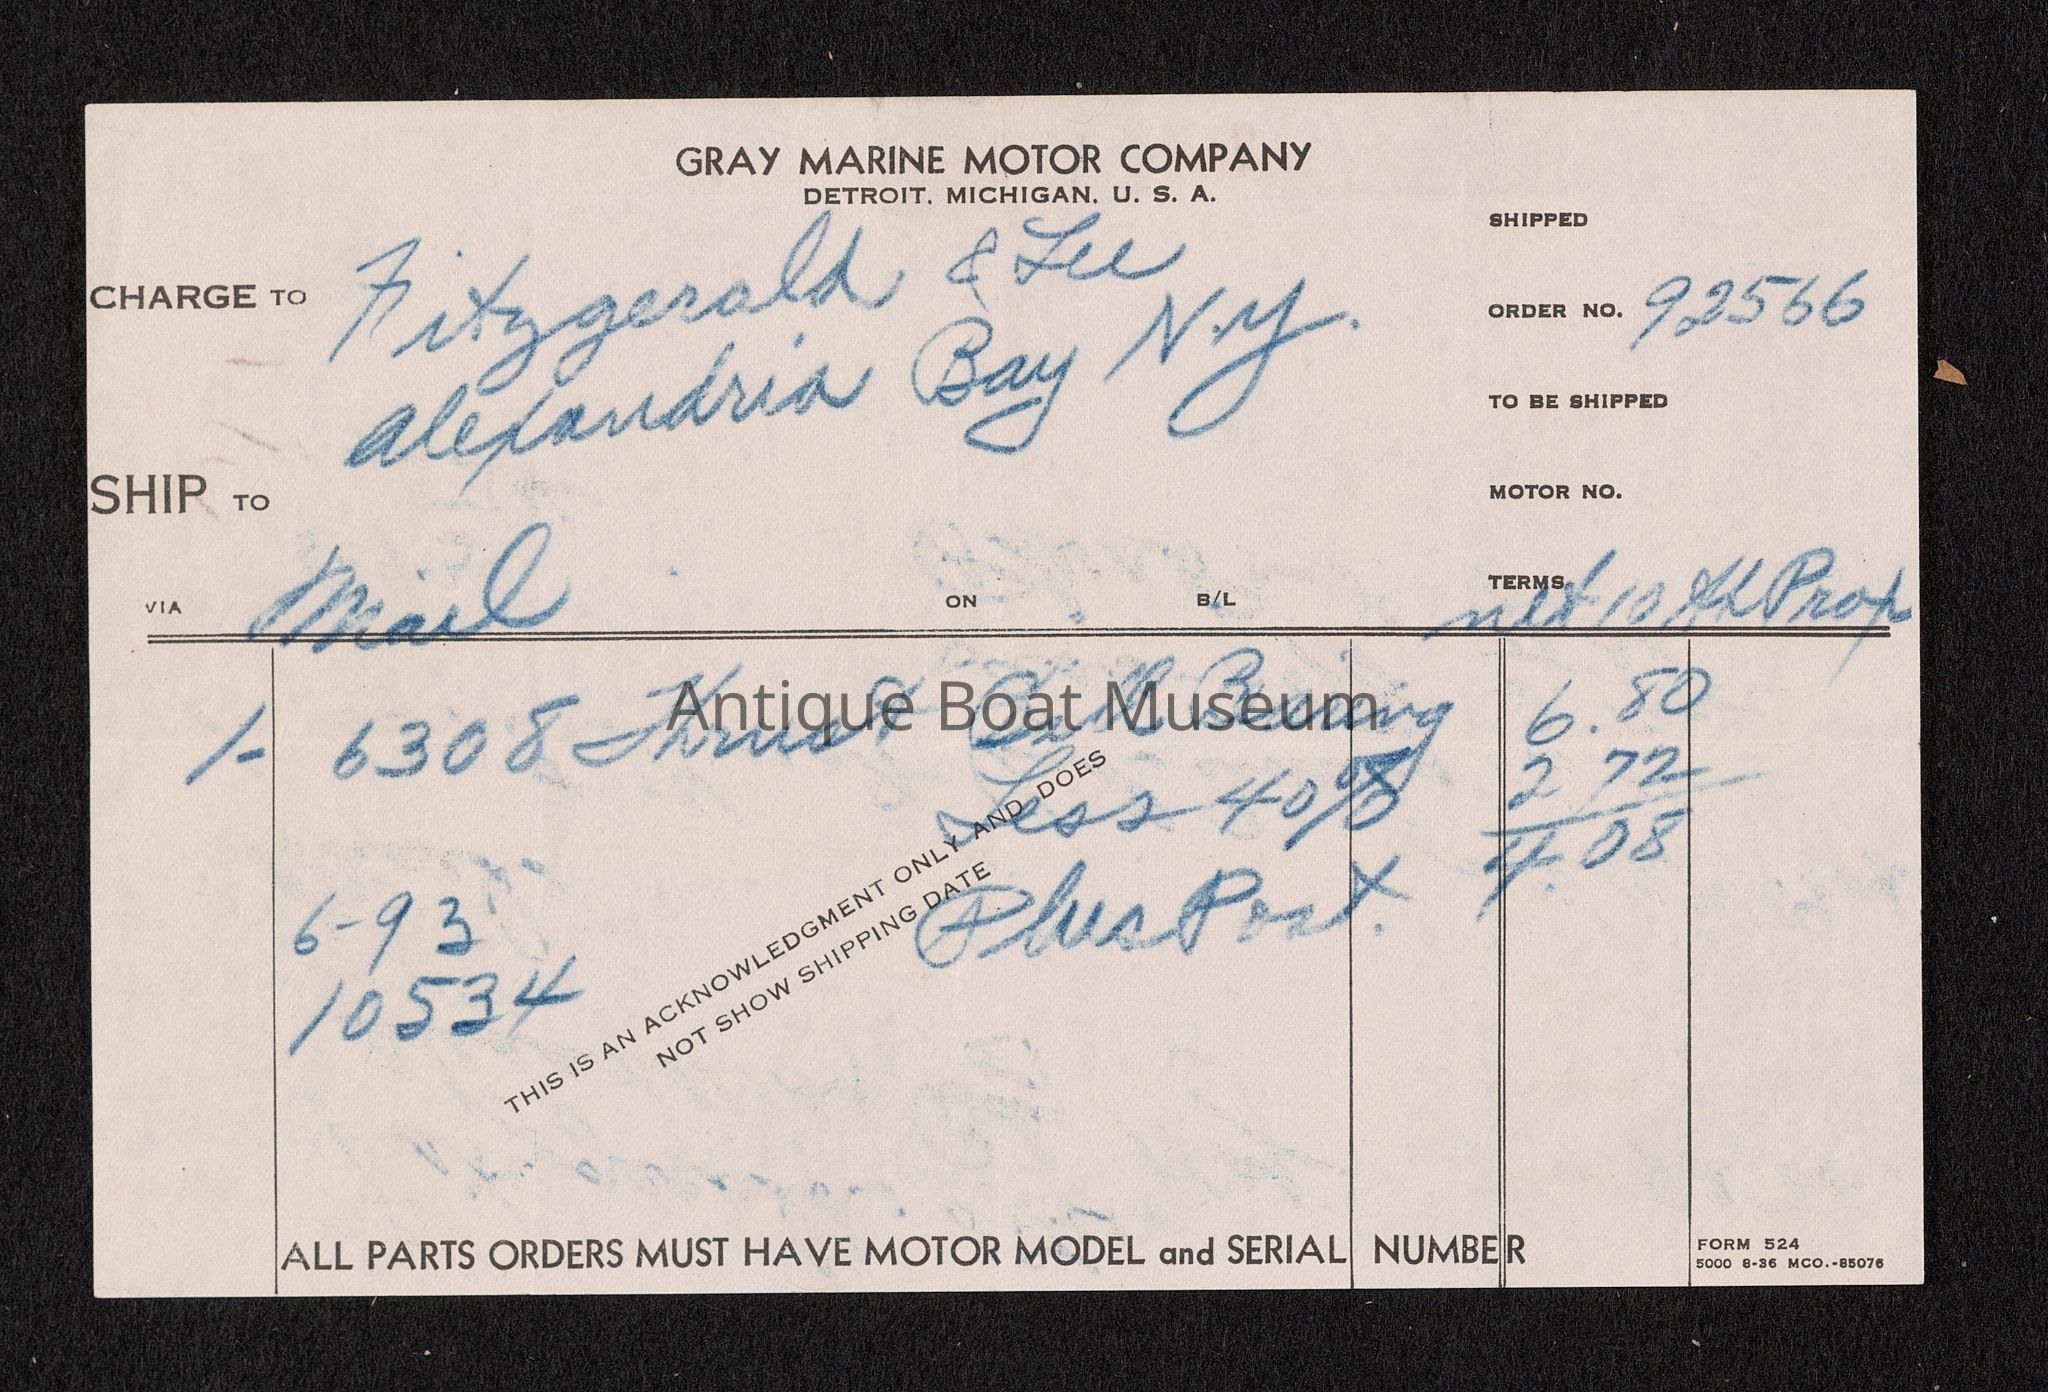 GRAY MARINE MOTOR COMPANY
DETROIT, MICHIGAN, U. S. A.
SHIPPED
CHARGE TO Fitzgerald & Lee
ORDER NO. 92566
Alexandria Bay N.Y.
TO BE SHIPPED
SHIP TO
MOTOR NO.
TERMS net 10th Prop
VIA Mail ON B/L
1- 6308 Thrust Ball Bearing 6.80
Antique Boat Museum
Less 40% 2 72
4.08
Plus Post.
6-93
10534
THIS IS AN ACKNOWLEDGMENT ONLY AND DOES
NOT SHOW SHIPPING DATE
ALL PARTS ORDERS MUST HAVE MOTOR MODEL and SERIAL NUMBER
FORM 524
5000 8-36 MCO.-85076